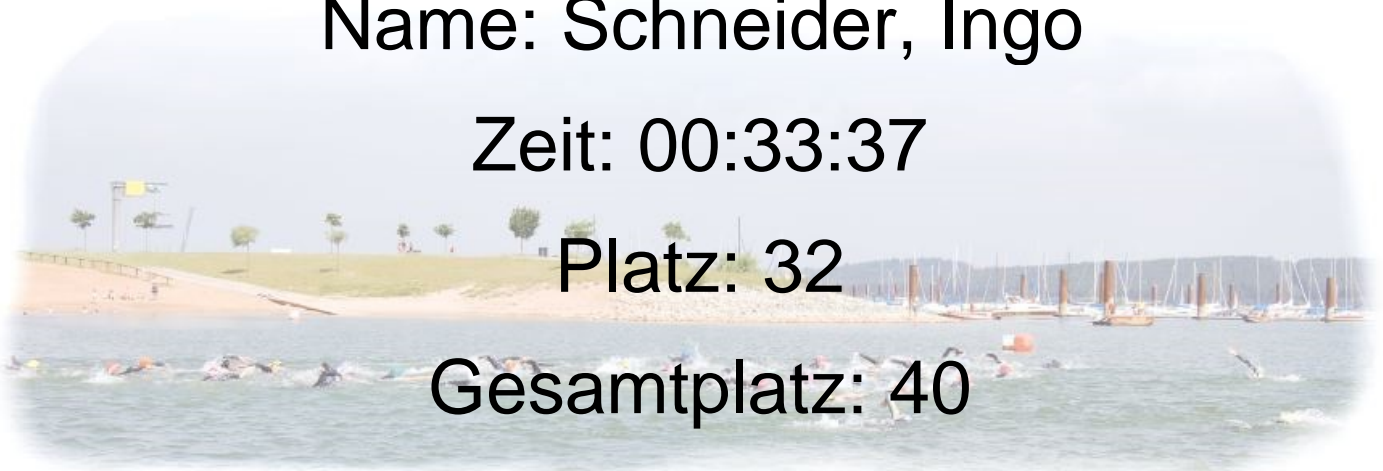 Name: Schneider, Ingo
Zeit: 00:33:37
Platz: 32
Gesamtplatz: 40